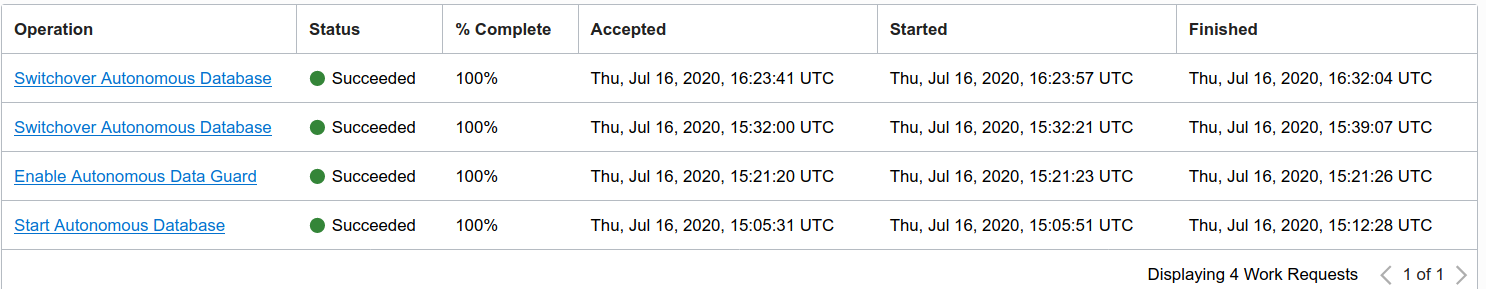 Operation Status % Complete Accepted Started Finished
Switchover Autonomous Database Succeeded 100% Thu, Jul 16, 2020, 16:23:41 UTC Thu, Jul 16, 2020, 16:23:57 UTC Thu, Jul 16, 2020, 16:32:04 UTC
Switchover Autonomous Database Succeeded 100% Thu, Jul 16, 2020, 15:32:00 UTC Thu, Jul 16, 2020, 15:32:21 UTC Thu, Jul 16, 2020, 15:39:07 UTC
Enable Autonomous Data Guard Succeeded 100% Thu, Jul 16, 2020, 15:21:20 UTC Thu, Jul 16, 2020, 15:21:23 UTC Thu, Jul 16, 2020, 15:21:26 UTC
Start Autonomous Database Succeeded 100% Thu, Jul 16, 2020, 15:05:31 UTC Thu, Jul 16, 2020, 15:05:51 UTC Thu, Jul 16, 2020, 15:12:28 UTC
Displaying 4 Work Requests 1 of 1